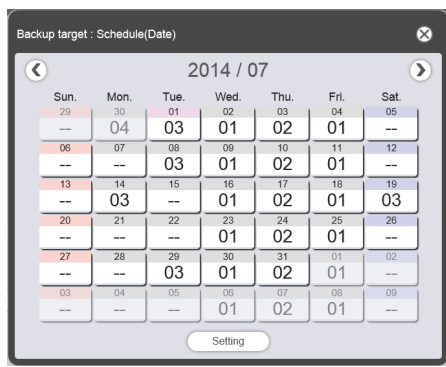 Backup target : Schedule(Date)
2014 / 07
Sun. Mon. Tue. Wed. Thu. Fri. Sat.
29 30 01 02 03 04 05
-- 04 03 01 02 01 --
06 07 08 09 10 11 12
-- -- 03 01 02 01 --
13 14 15 16 17 18 19
-- 03 -- 01 02 01 03
20 21 22 23 24 25 26
-- -- -- 01 02 01 --
27 28 29 30 31 01 02
-- -- 03 01 02 01 --
03 04 05 06 07 08 09
-- -- -- 01 02 01 --
Setting